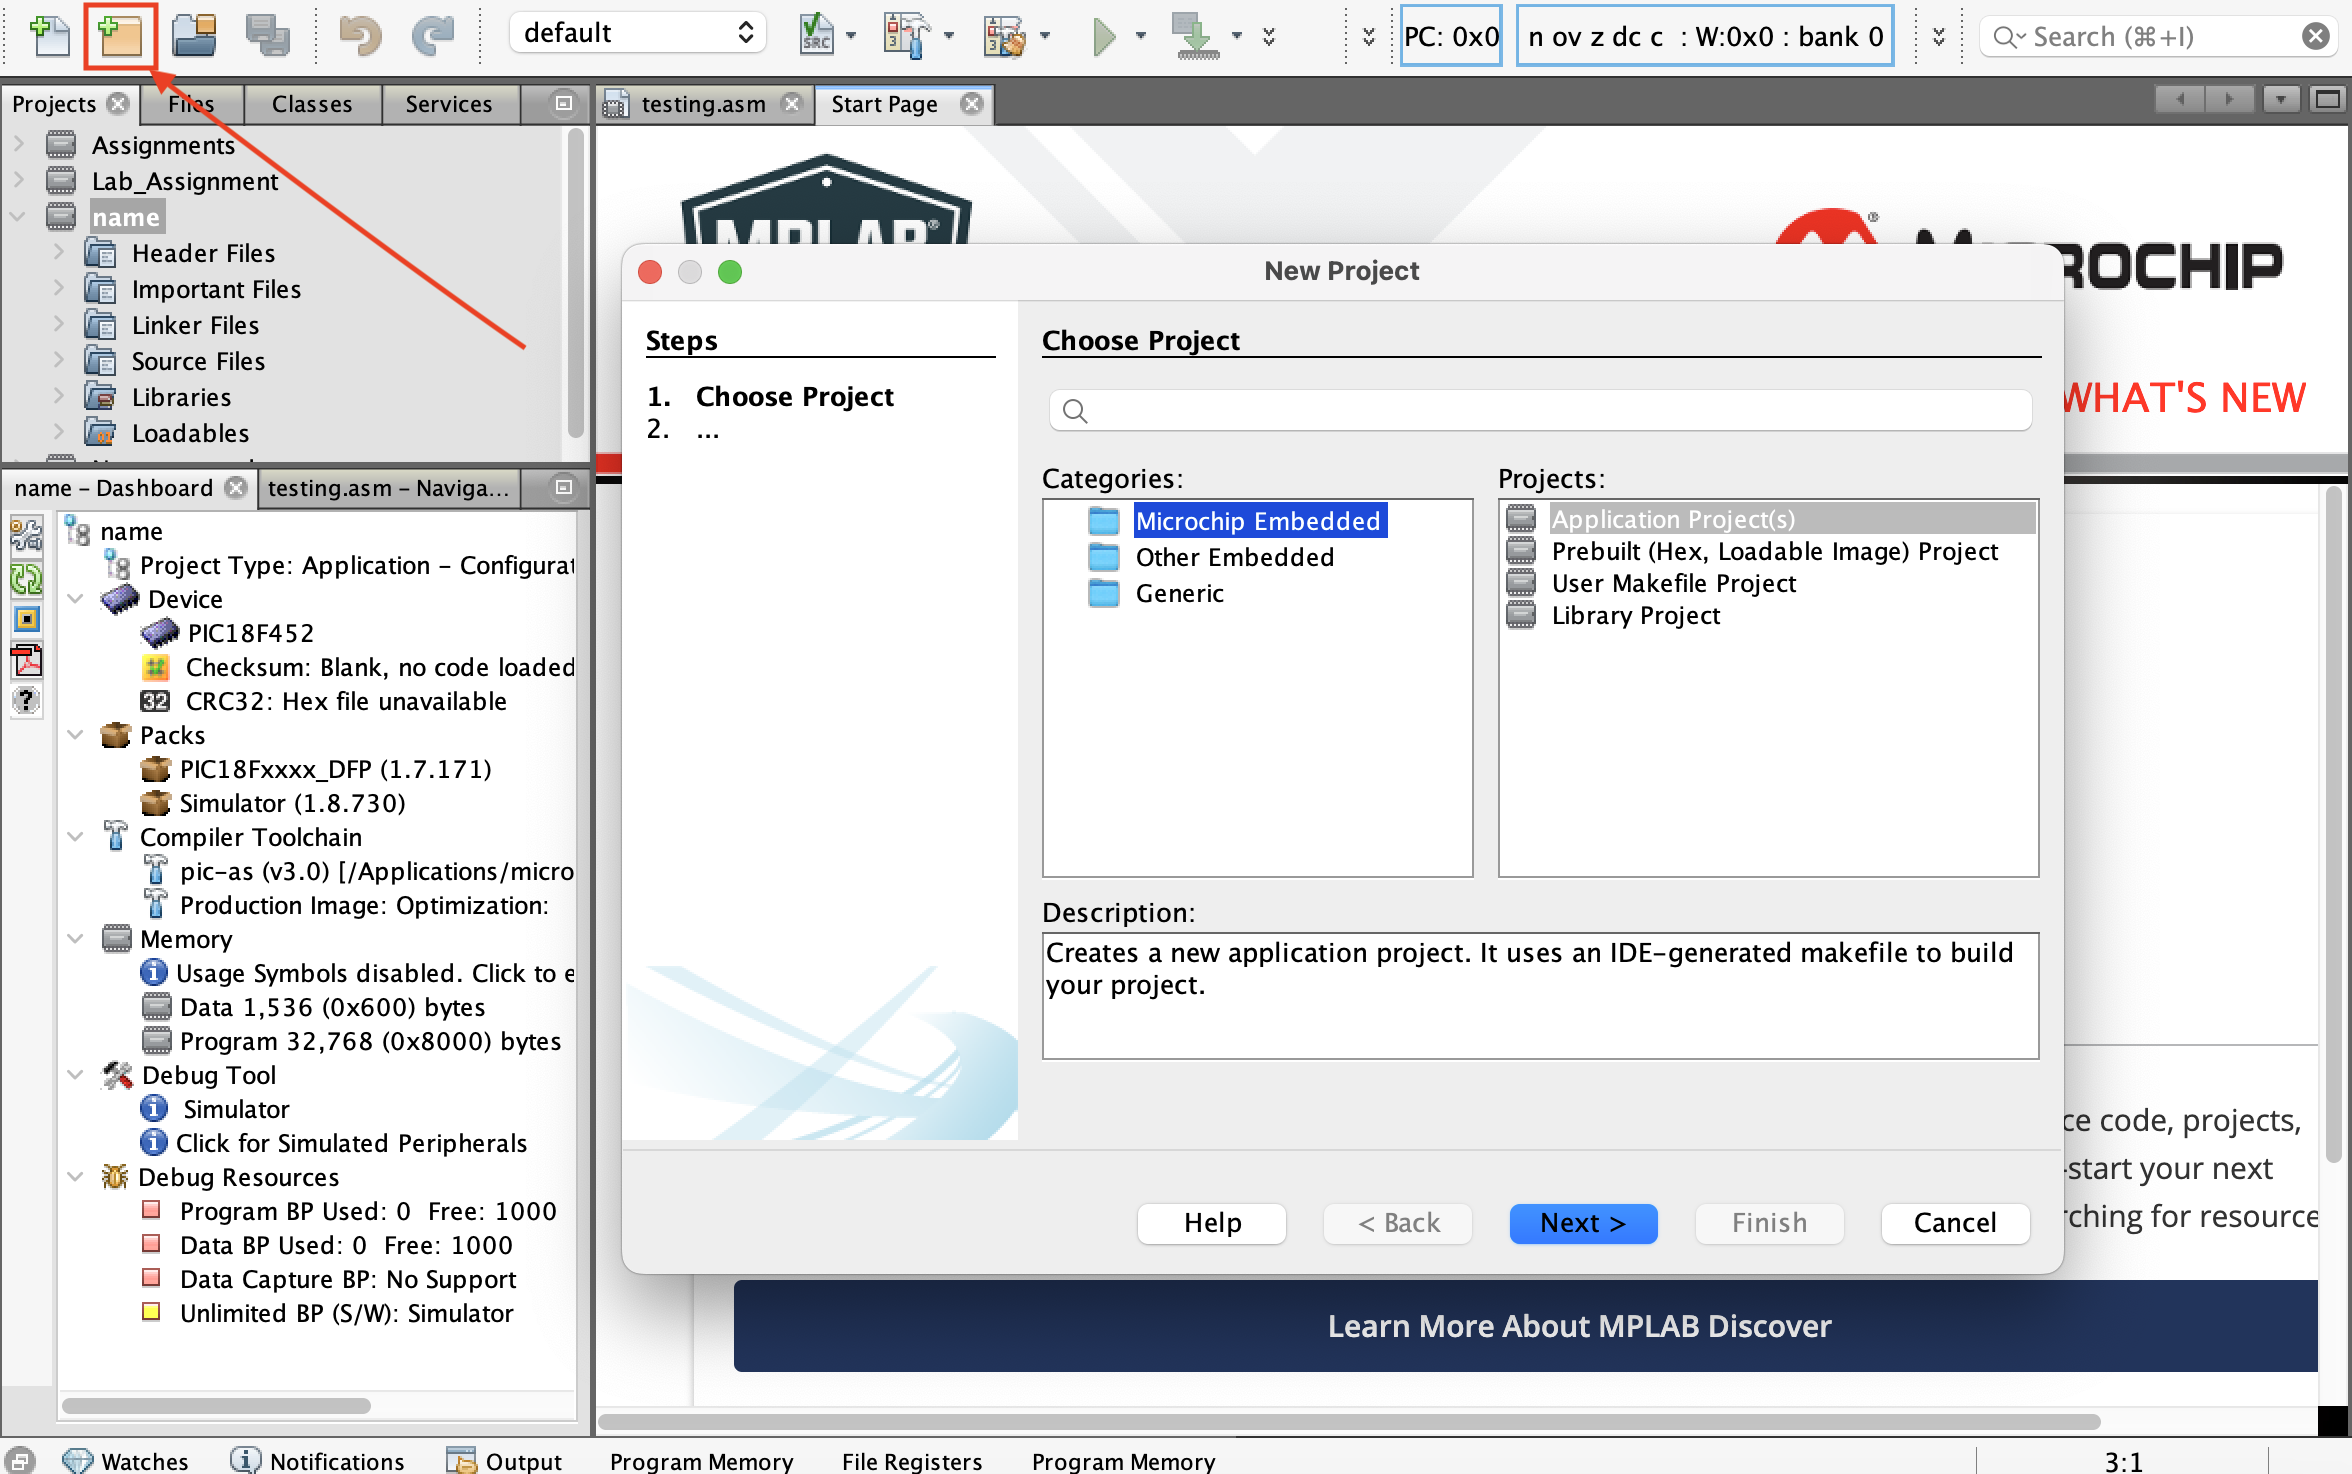 default
SRC
PC: 0x0
n ov z dc c : W:0x0 : bank 0
Search (⌘+I)
Projects
Files
Classes
Services
testing.asm
Start Page
Assignments
Lab_Assignment
name
Header Files
Important Files
Linker Files
Source Files
Libraries
Loadables
MPLAB®
MICROCHIP
®
WHAT'S NEW
name – Dashboard
testing.asm – Naviga...
name
Project Type: Application – Configurat
Device
PIC18F452
Checksum: Blank, no code loaded
32 CRC32: Hex file unavailable
Packs
PIC18Fxxxx_DFP (1.7.171)
Simulator (1.8.730)
Compiler Toolchain
pic-as (v3.0) [/Applications/micro
Production Image: Optimization:
Memory
Usage Symbols disabled. Click to e
Data 1,536 (0x600) bytes
Program 32,768 (0x8000) bytes
Debug Tool
Simulator
Click for Simulated Peripherals
Debug Resources
Program BP Used: 0 Free: 1000
Data BP Used: 0 Free: 1000
Data Capture BP: No Support
Unlimited BP (S/W): Simulator
New Project
Steps
1. Choose Project
2. ...
Choose Project
Categories:
Microchip Embedded
Other Embedded
Generic
Projects:
Application Project(s)
Prebuilt (Hex, Loadable Image) Project
User Makefile Project
Library Project
Description:
Creates a new application project. It uses an IDE-generated makefile to build
your project.
Help
< Back
Next >
Finish
Cancel
ce code, projects,
-start your next
rching for resource
Learn More About MPLAB Discover
Watches
Notifications
Output
Program Memory
File Registers
Program Memory
3:1